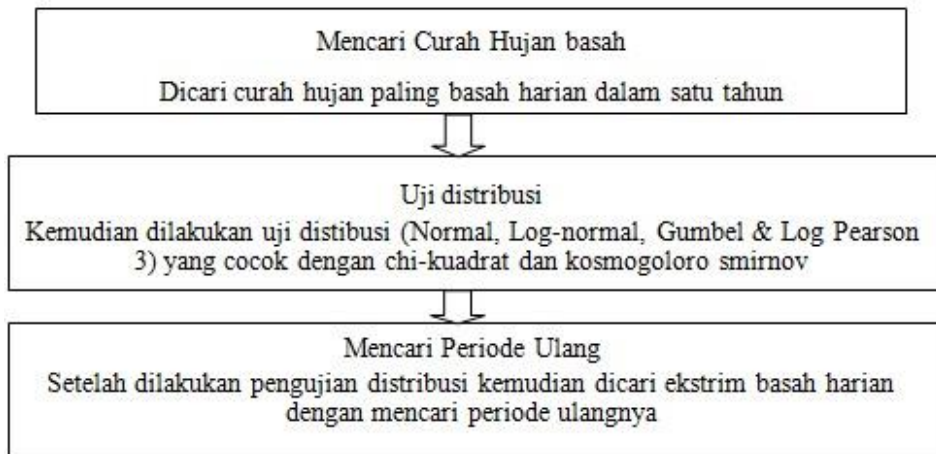 Mencari Curah Hujan basah
Dicari curah hujan paling basah harian dalam satu tahun
Uji distribusi
Kemudian dilakukan uji distibusi (Normal, Log-normal, Gumbel & Log Pearson
3) yang cocok dengan chi-kuadrat dan kosmogoloro smirnov
Mencari Periode Ulang
Setelah dilakukan pengujian distribusi kemudian dicari ekstrim basah harian
dengan mencari periode ulangnya